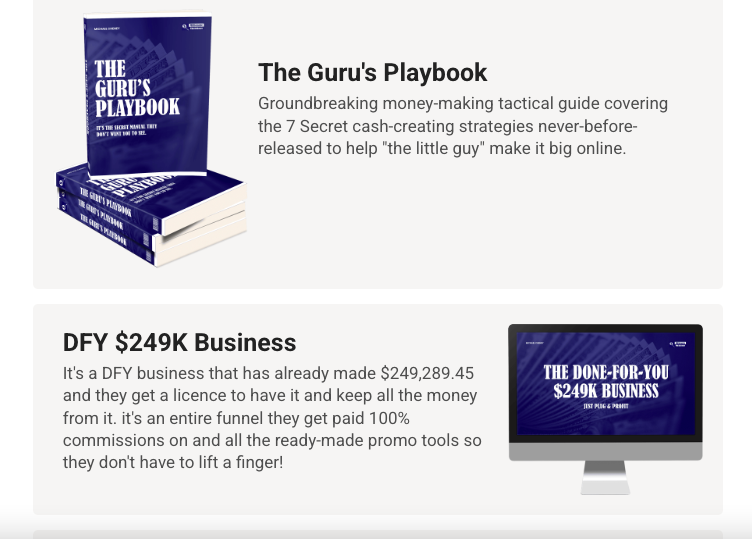 THE
GURU'S
PLAYBOOK
IT'S THE SECRET MANUAL THEY
DON'T WANT YOU TO SEE.
THE GURU'S PLAYBOOK
THE GURU'S PLAYBOOK
THE GURU'S PLAYBOOK
The Guru's Playbook
Groundbreaking money-making tactical guide covering
the 7 Secret cash-creating strategies never-before-
released to help "the little guy" make it big online.
DFY $249K Business
It's a DFY business that has already made $249,289.45
and they get a licence to have it and keep all the money
from it. it's an entire funnel they get paid 100%
commissions on and all the ready-made promo tools so
they don't have to lift a finger!
THE DONE-FOR-YOU
$249K BUSINESS
JUST PLUG & PROFIT